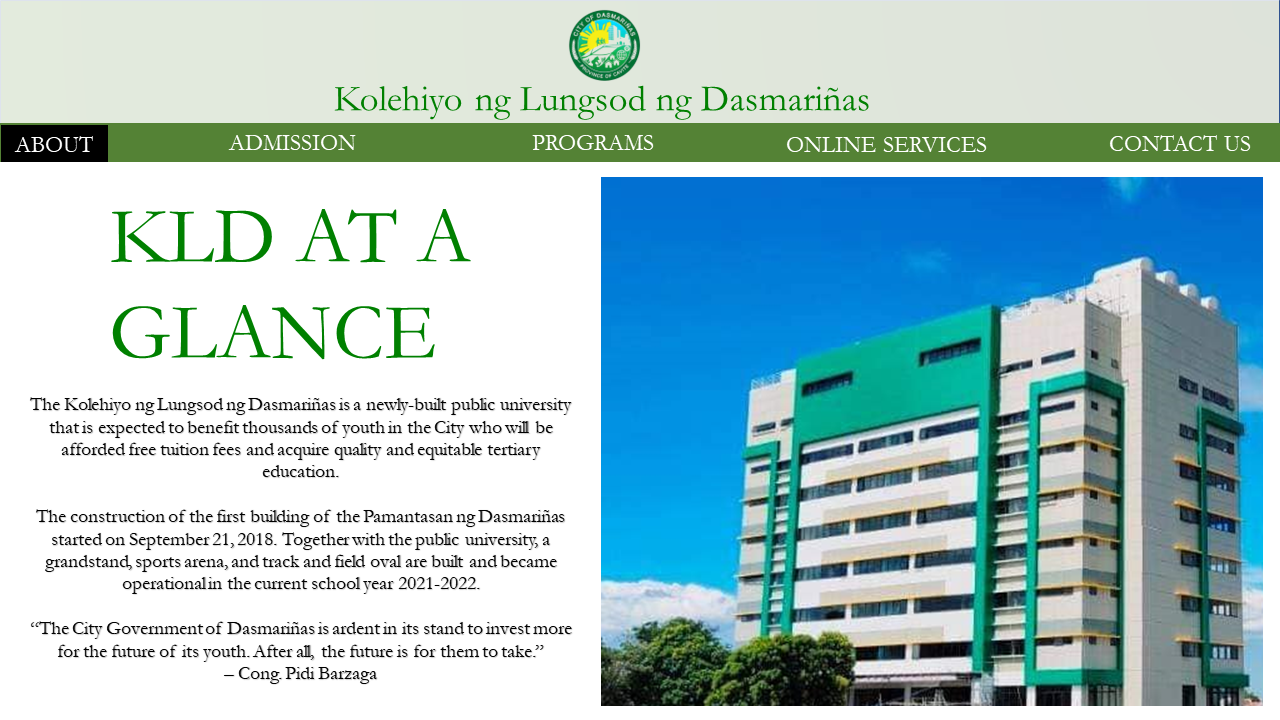 CITY OF DASMARIÑAS
PROVINCE OF CAVITE
Kolehiyo ng Lungsod ng Dasmariñas
ABOUT ADMISSION PROGRAMS ONLINE SERVICES CONTACT US
KLD AT A
GLANCE
The Kolehiyo ng Lungsod ng Dasmariñas is a newly-built public university
that is expected to benefit thousands of youth in the City who will be
afforded free tuition fees and acquire quality and equitable tertiary
education.
The construction of the first building of the Pamantasan ng Dasmariñas
started on September 21, 2018. Together with the public university, a
grandstand, sports arena, and track and field oval are built and became
operational in the current school year 2021-2022.
“The City Government of Dasmariñas is ardent in its stand to invest more
for the future of its youth. After all, the future is for them to take.”
– Cong. Pidi Barzaga